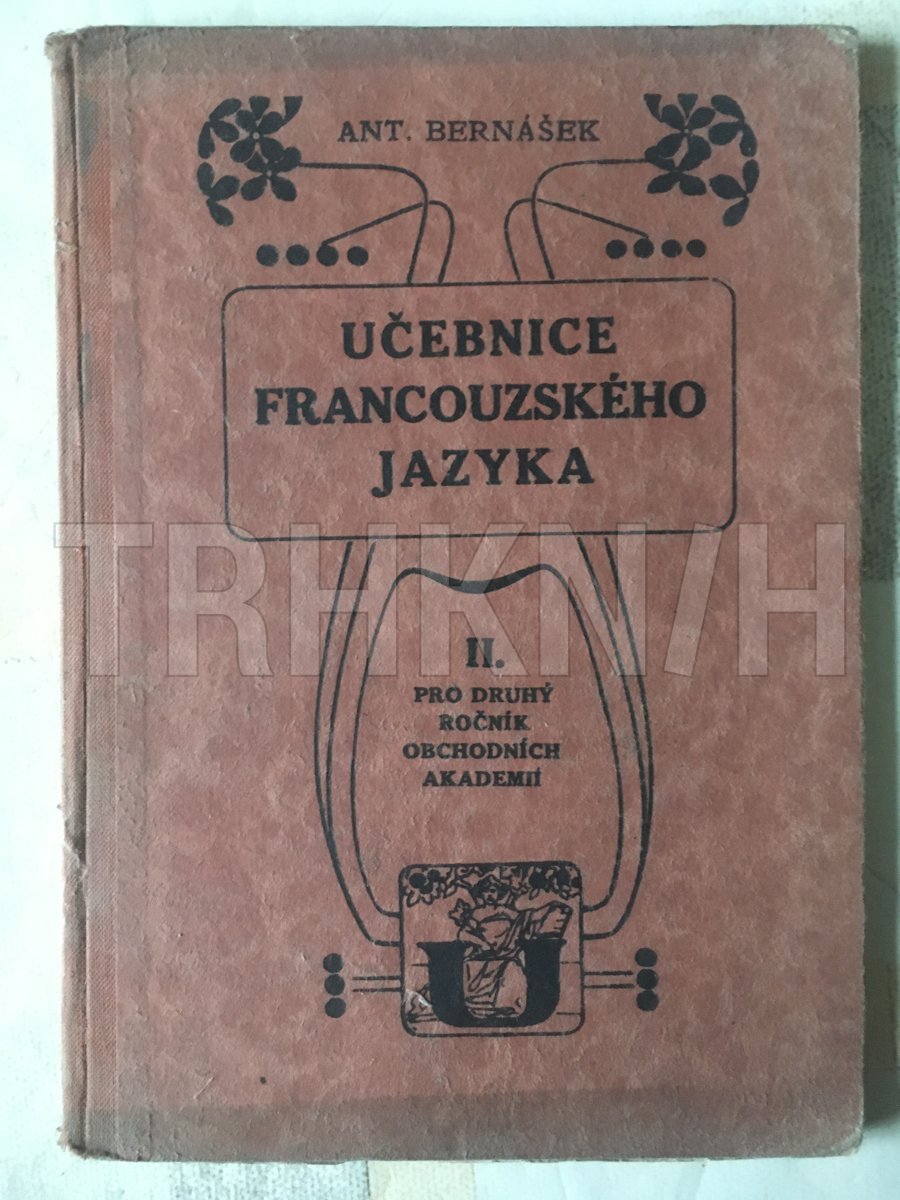 ANT. BERNÁŠEK
UČEBNICE
FRANCOUZSKÉHO
JAZYKA
II.
PRO DRUHÝ
ROČNÍK
OBCHODNÍCH
AKADEMIÍ
U
TRHKNIH